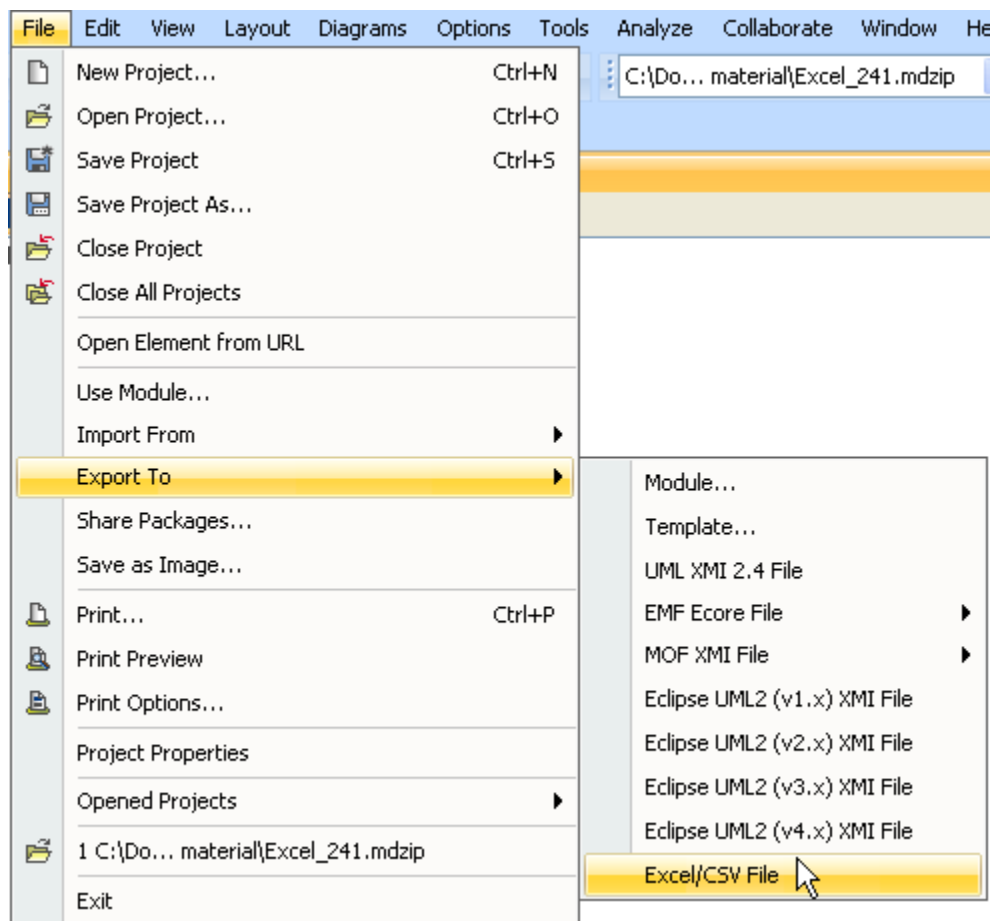 File Edit View Layout Diagrams Options Tools Analyze Collaborate Window He
New Project... Ctrl+N
C:\Do... material\Excel_241.mdzip
Open Project... Ctrl+O
Save Project Ctrl+S
Save Project As...
Close Project
Close All Projects
Open Element from URL
Use Module...
Import From
Export To
Share Packages...
Save as Image...
Print... Ctrl+P
Print Preview
Print Options...
Project Properties
Opened Projects
1 C:\Do... material\Excel_241.mdzip
Exit
Module...
Template...
UML XMI 2.4 File
EMF Ecore File
MOF XMI File
Eclipse UML2 (v1.x) XMI File
Eclipse UML2 (v2.x) XMI File
Eclipse UML2 (v3.x) XMI File
Eclipse UML2 (v4.x) XMI File
Excel/CSV File